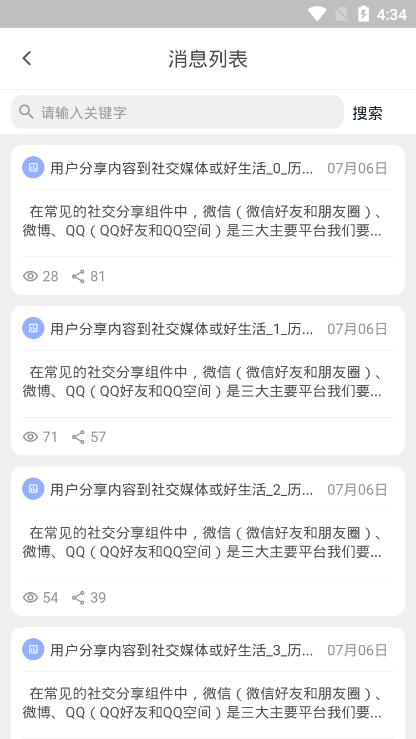 4:34
消息列表
请输入关键字 搜索
用户分享内容到社交媒体或好生活_0_历... 07月06日
在常见的社交分享组件中，微信（微信好友和朋友圈）、
微博、QQ（QQ好友和QQ空间）是三大主要平台我们要...
28 81
用户分享内容到社交媒体或好生活_1_历... 07月06日
在常见的社交分享组件中，微信（微信好友和朋友圈）、
微博、QQ（QQ好友和QQ空间）是三大主要平台我们要...
71 57
用户分享内容到社交媒体或好生活_2_历... 07月06日
在常见的社交分享组件中，微信（微信好友和朋友圈）、
微博、QQ（QQ好友和QQ空间）是三大主要平台我们要...
54 39
用户分享内容到社交媒体或好生活_3_历... 07月06日
在常见的社交分享组件中，微信（微信好友和朋友圈）、
微博、QQ（QQ好友和QQ空间）是三大主要平台我们要...